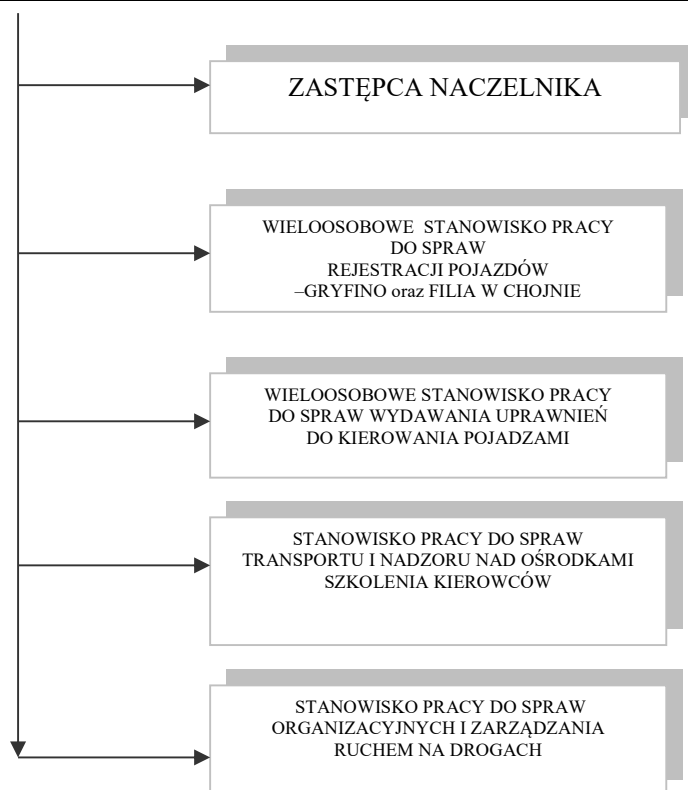 ZASTĘPCA NACZELNIKA
WIELOOSOBOWE STANOWISKO PRACY
DO SPRAW
REJESTRACJI POJAZDÓW
–GRYFINO oraz FILIA W CHOJNIE
WIELOOSOBOWE STANOWISKO PRACY
DO SPRAW WYDAWANIA UPRAWNIEŃ
DO KIEROWANIA POJADZAMI
STANOWISKO PRACY DO SPRAW
TRANSPORTU I NADZORU NAD OŚRODKAMI
SZKOLENIA KIEROWCÓW
STANOWISKO PRACY DO SPRAW
ORGANIZACYJNYCH I ZARZĄDZANIA
RUCHEM NA DROGACH